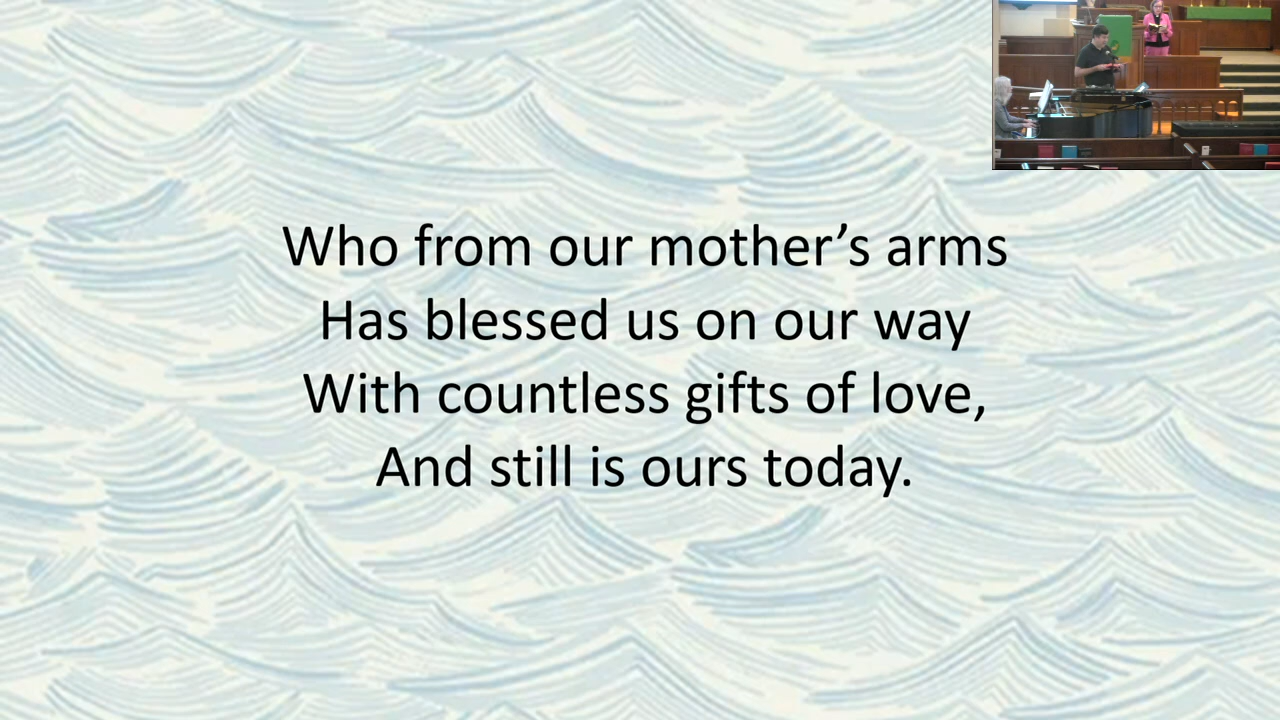 Who from our mother’s arms
Has blessed us on our way
With countless gifts of love,
And still is ours today.